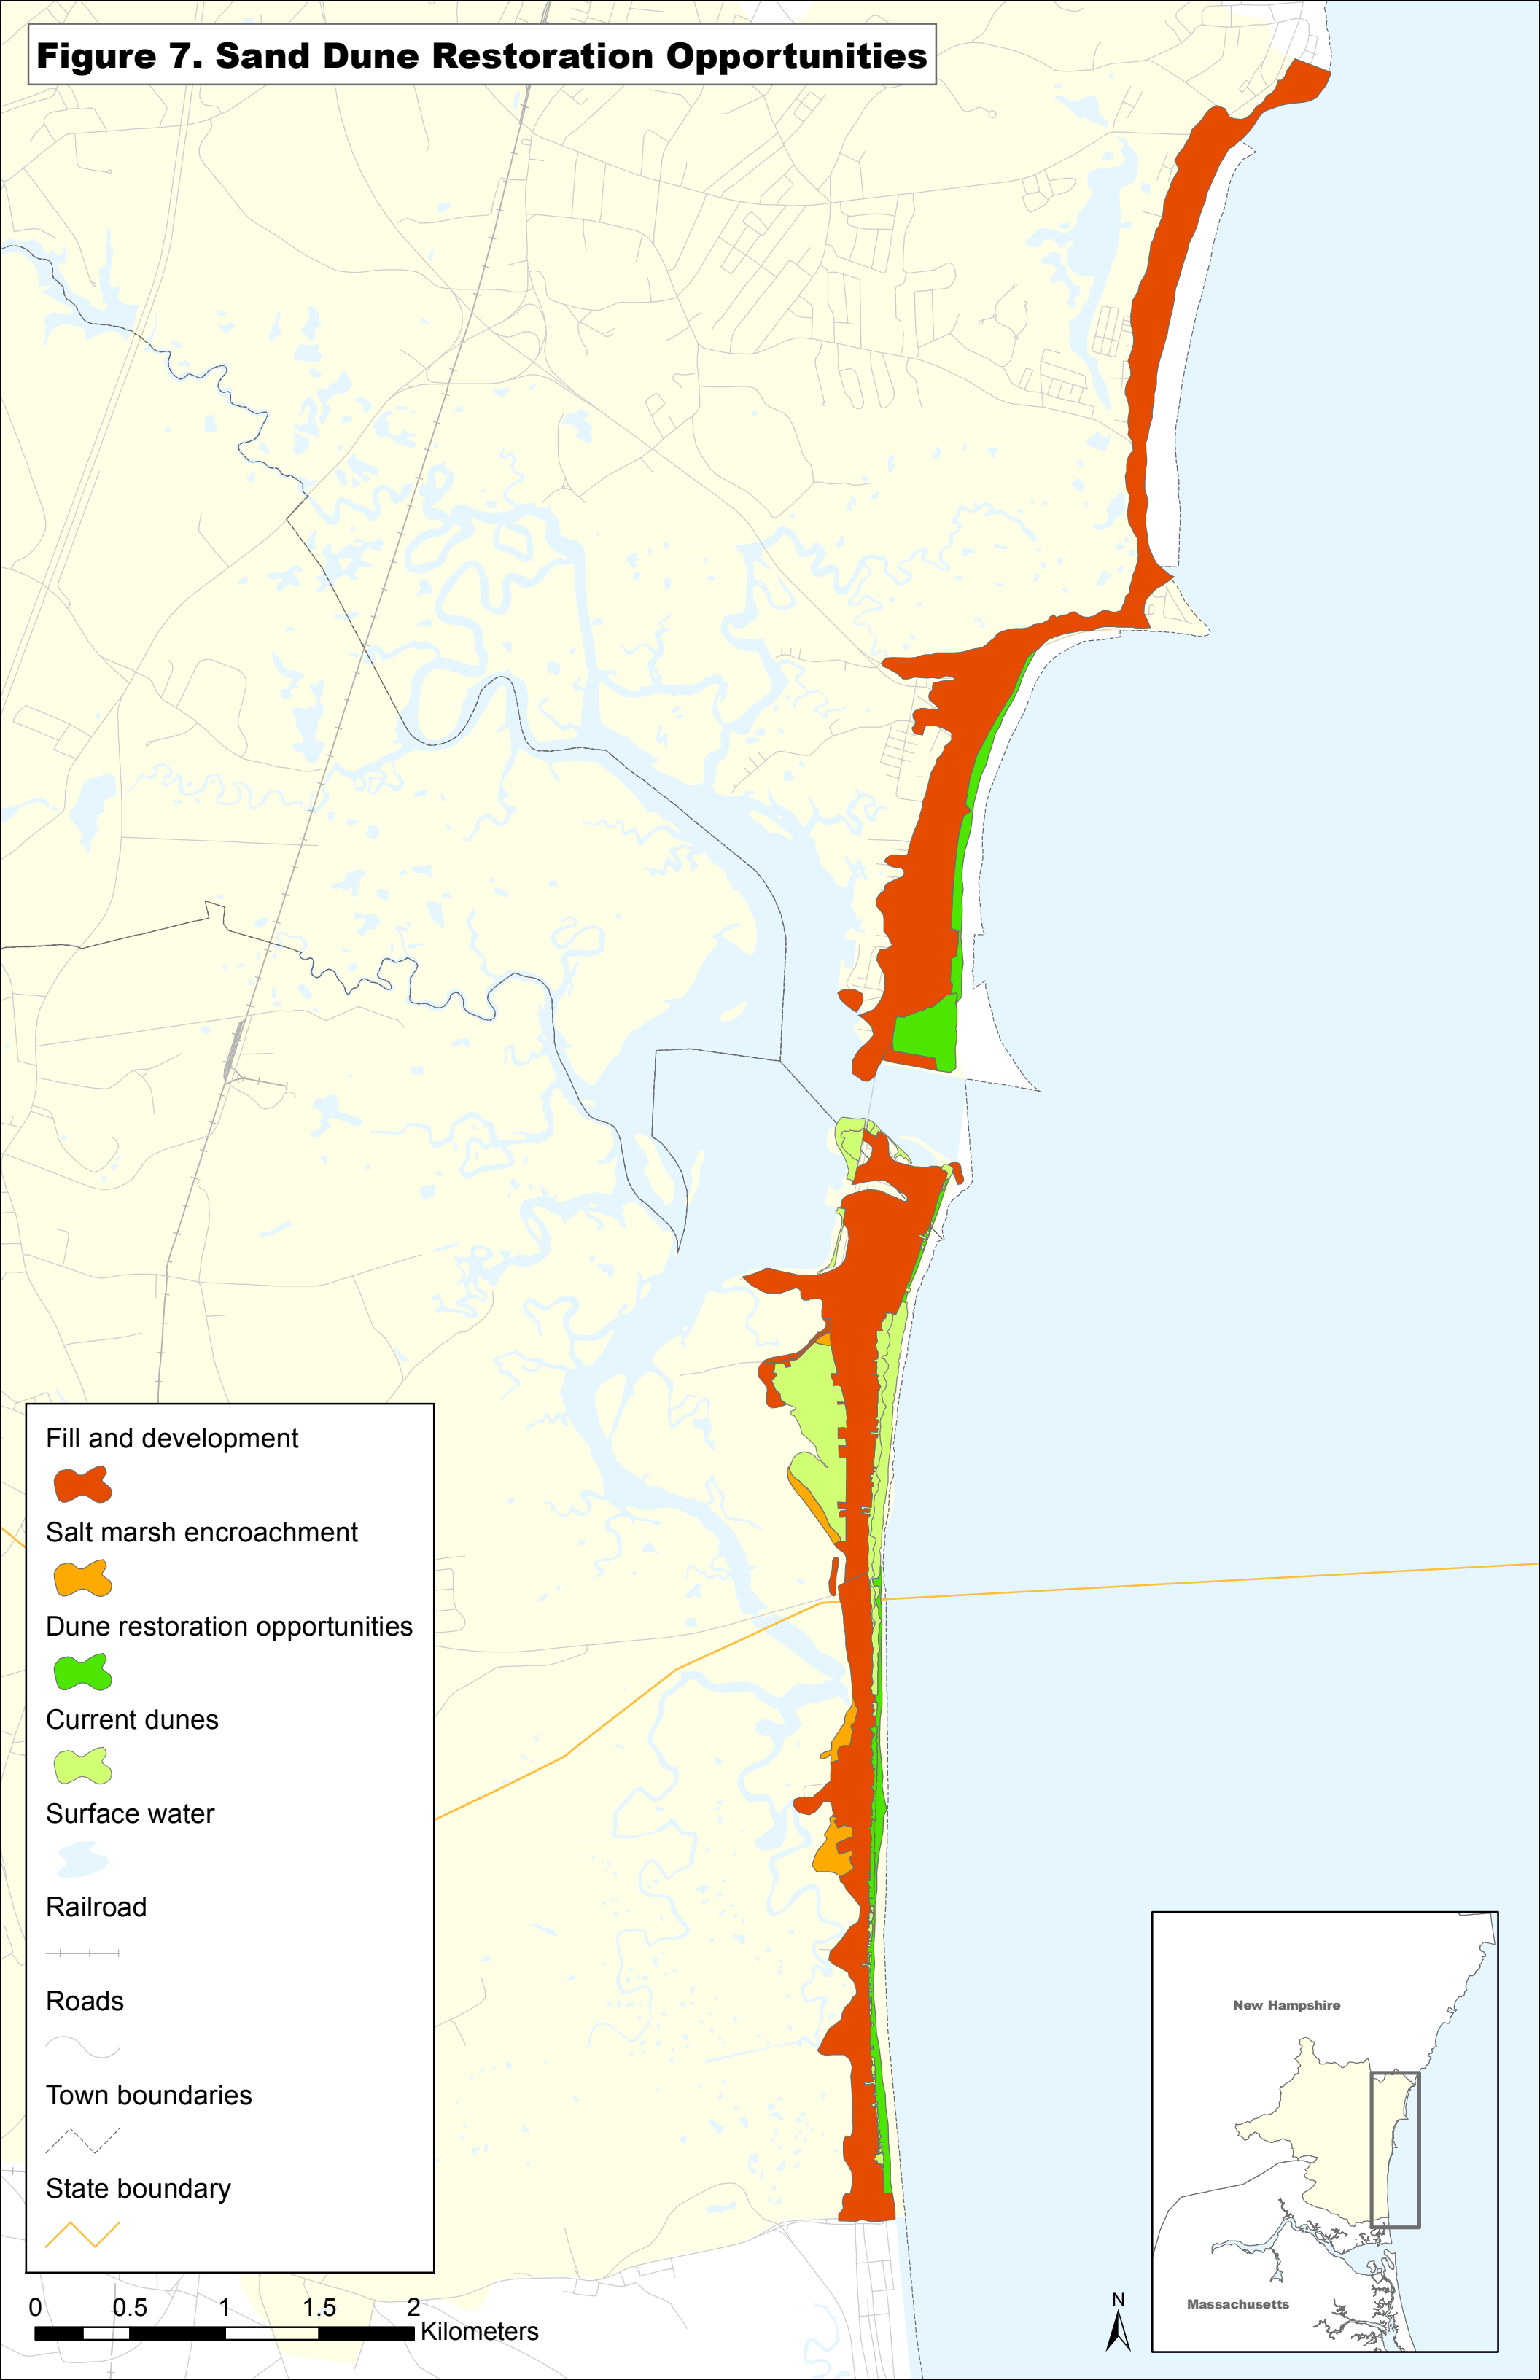 Figure 7. Sand Dune Restoration Opportunities
Fill and development
Salt marsh encroachment
Dune restoration opportunities
Current dunes
Surface water
Railroad
Roads
Town boundaries
State boundary
0 0.5 1 1.5 2
Kilometers
N
New Hampshire
Massachusetts